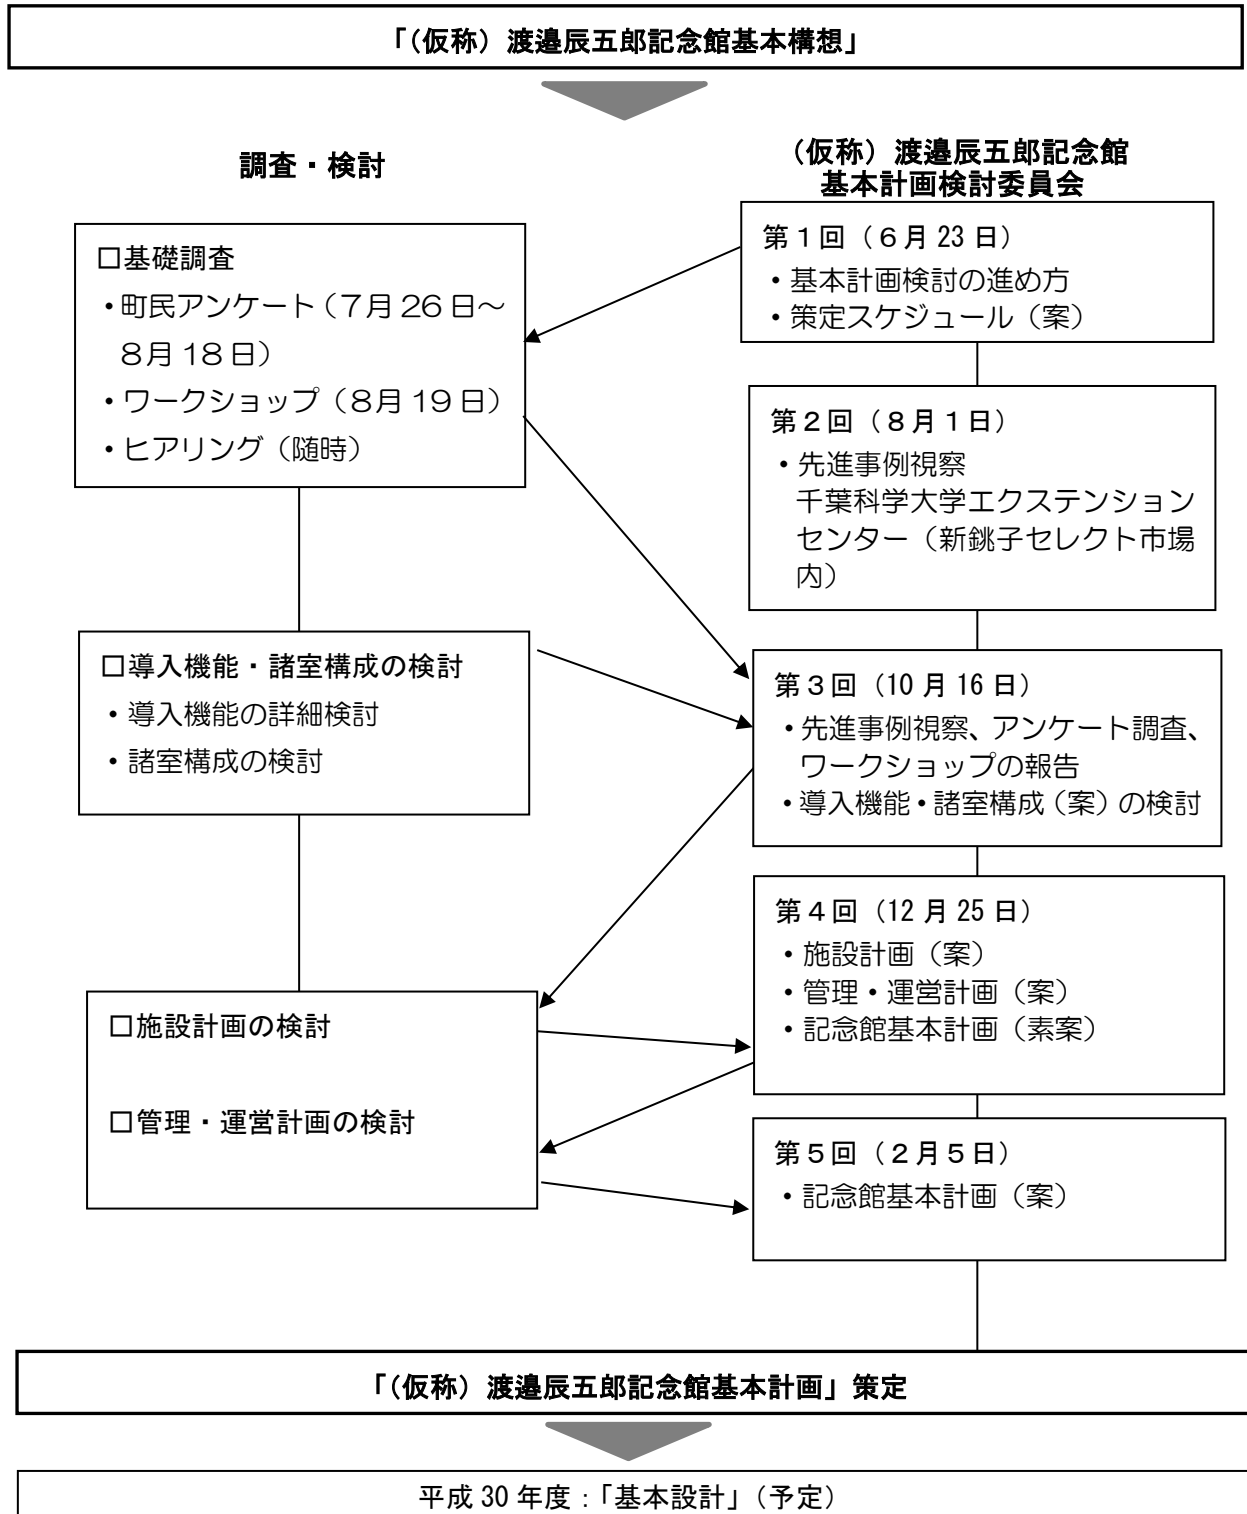 「（仮称）渡邉辰五郎記念館基本構想」
調査・検討
□基礎調査
・町民アンケート（７月26日～
８月18日）
・ワークショップ（８月19日）
・ヒアリング（随時）
□導入機能・諸室構成の検討
・導入機能の詳細検討
・諸室構成の検討
□施設計画の検討
□管理・運営計画の検討
（仮称）渡邉辰五郎記念館
基本計画検討委員会
第１回（６月23日）
・基本計画検討の進め方
・策定スケジュール（案）
第２回（８月１日）
・先進事例視察
千葉科学大学エクステンション
センター（新銚子セレクト市場
内）
第３回（10月16日）
・先進事例視察、アンケート調査、
ワークショップの報告
・導入機能・諸室構成（案）の検討
第４回（12月25日）
・施設計画（案）
・管理・運営計画（案）
・記念館基本計画（素案）
第５回（２月５日）
・記念館基本計画（案）
「（仮称）渡邉辰五郎記念館基本計画」策定
平成30年度：「基本設計」（予定）